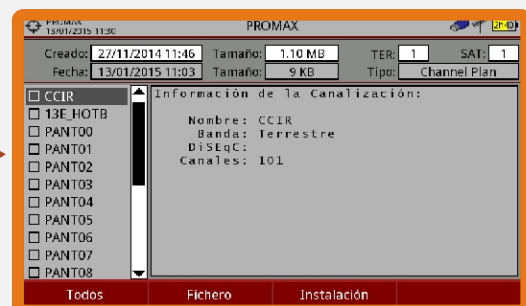 PROMAX
13/01/2015 11:30
PROMAX
2h40
Creado: 27/11/2014 11:46 Tamaño: 1.10 MB TER: 1 SAT: 1
Fecha: 13/01/2015 11:03 Tamaño: 9 KB Tipo: Channel Plan
CCIR
13E_HOTB
PANT00
PANT01
PANT02
PANT03
PANT04
PANT05
PANT06
PANT07
PANT08
Información de la Canalización:
Nombre: CCIR
Banda: Terrestre
DiSEqC:
Canales: 101
Todos Fichero Instalación